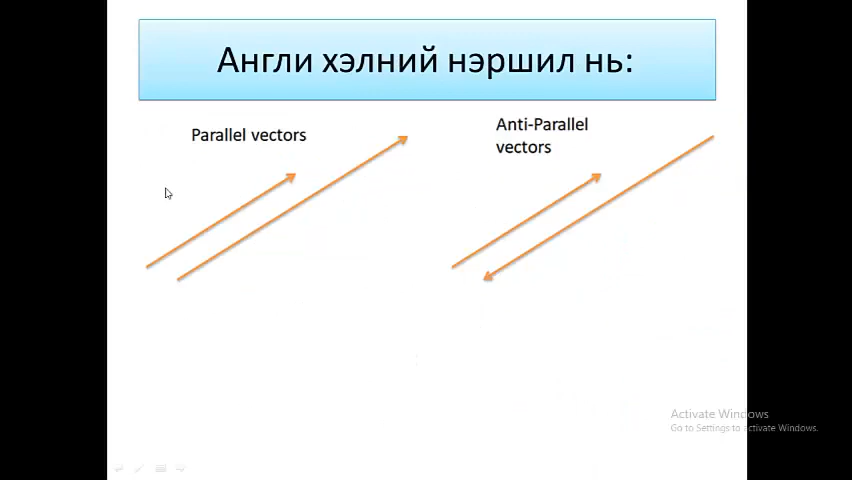 Англи хэлний нэршил нь:
Parallel vectors
Anti-Parallel
vectors
Activate Windows
Go to Settings to activate Windows.